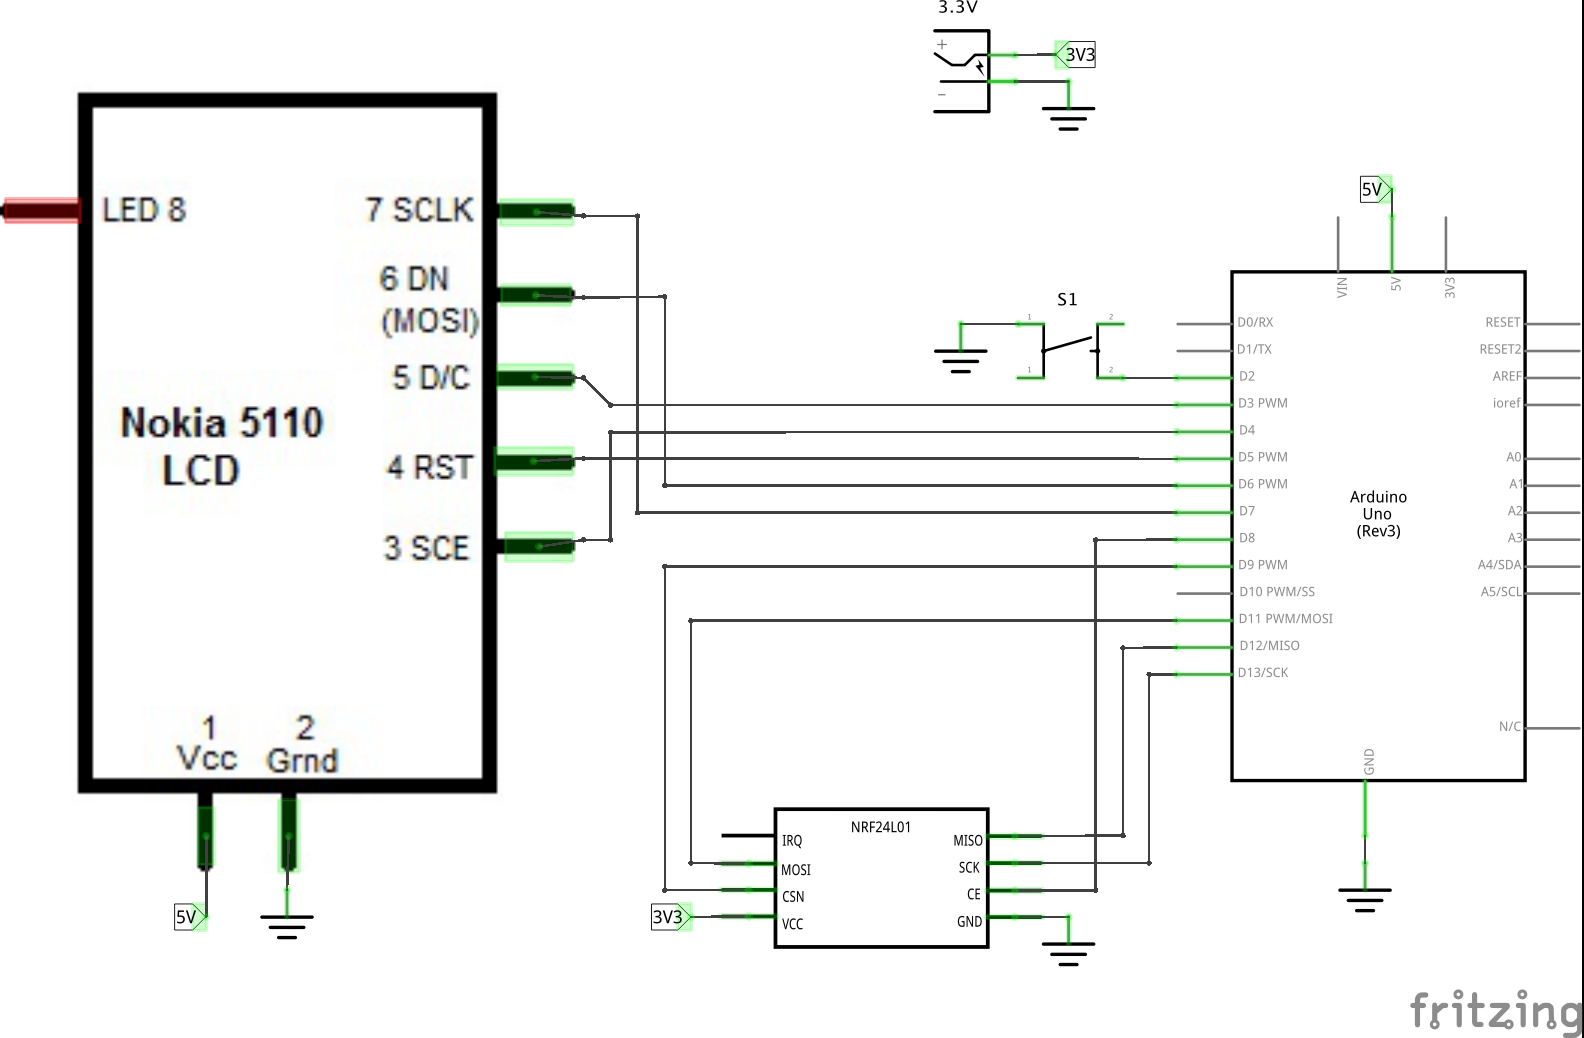 3.3V
+
3V3
-
LED 8
7 SCLK
6 DN
(MOSI)
5 D/C
Nokia 5110
LCD
4 RST
3 SCE
1
Vcc
2
Grnd
5V
S1
1
2
1
2
5V
VIN
5V
3V3
D0/RX
D1/TX
D2
D3 PWM
D4
D5 PWM
D6 PWM
D7
D8
D9 PWM
D10 PWM/SS
D11 PWM/MOSI
D12/MISO
D13/SCK
Arduino
Uno
(Rev3)
RESET
RESET2
AREF
ioref
A0
A1
A2
A3
A4/SDA
A5/SCL
N/C
GND
NRF24L01
IRQ
MOSI
CSN
VCC
MISO
SCK
CE
GND
3V3
fritzing